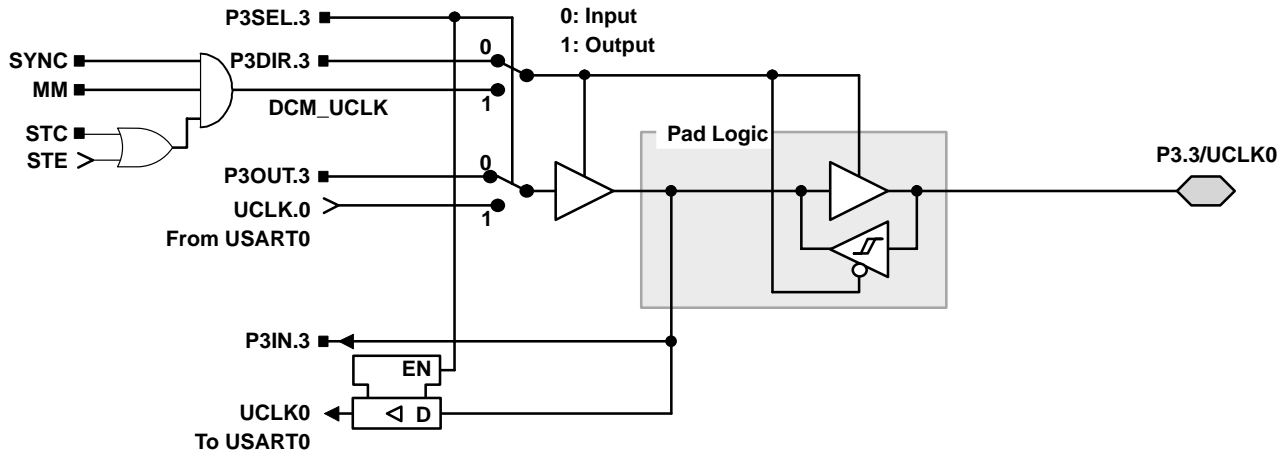 P3SEL.3
0: Input
1: Output
SYNC
P3DIR.3
0
MM
DCM_UCLK
1
STC
STE
Pad Logic
P3.3/UCLK0
P3OUT.3
0
UCLK.0
1
From USART0
P3IN.3
EN
UCLK0
D
To USART0